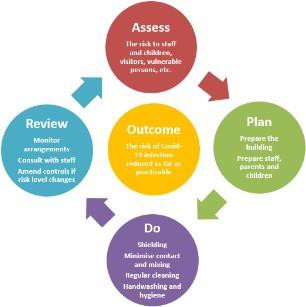 Assess
The risk to staff
and children,
visitors, vulnerable
persons, etc.
Plan
Prepare the
building
Prepare staff,
parents and
children
Do
Shielding
Minimise contact
and mixing
Regular cleaning
Handwashing and
hygiene
Review
Monitor
arrangements
Consult with staff
Amend controls if
risk level changes
Outcome
The risk of Covid-
19 infection
reduced as far as
practicable